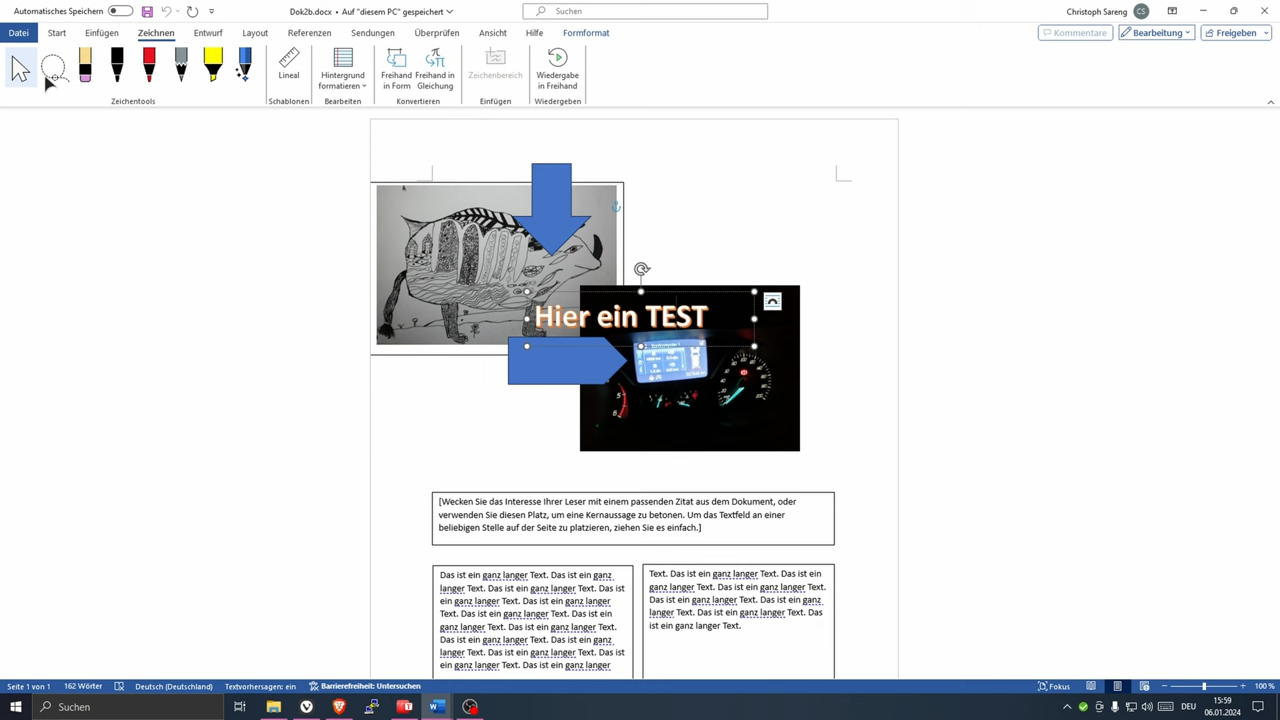 Automatisches Speichern
Dok2b.docx • Auf "diesem PC" gespeichert
Suchen
Christoph Sareng
CS
Datei Start Einfügen Zeichnen Entwurf Layout Referenzen Sendungen Überprüfen Ansicht Hilfe Formformat
Kommentare
Bearbeitung
Freigeben
Lineal
Hintergrund
formatieren
Freihand
in Form
Freihand in
Gleichung
Zeichenbereich
Wiedergabe
in Freihand
Zeichentools
Schablonen
Bearbeiten
Konvertieren
Einfügen
Wiedergeben
Hier ein TEST
[Wecken Sie das Interesse Ihrer Leser mit einem passenden Zitat aus dem Dokument, oder
verwenden Sie diesen Platz, um eine Kernaussage zu betonen. Um das Textfeld an einer
beliebigen Stelle auf der Seite zu platzieren, ziehen Sie es einfach.]
Das ist ein ganz langer Text. Das ist ein ganz
langer Text. Das ist ein ganz langer Text. Das ist
ein ganz langer Text. Das ist ein ganz langer
Text. Das ist ein ganz langer Text. Das ist ein
ganz langer Text. Das ist ein ganz langer Text.
Das ist ein ganz langer Text. Das ist ein ganz
langer Text. Das ist ein ganz langer Text. Das ist
ein ganz langer Text. Das ist ein ganz langer
Text. Das ist ein ganz langer Text. Das ist ein
ganz langer Text. Das ist ein ganz langer Text.
Das ist ein ganz langer Text. Das ist ein ganz
langer Text. Das ist ein ganz langer Text. Das
ist ein ganz langer Text.
Seite 1 von 1
162 Wörter
Deutsch (Deutschland)
Textvorhersagen: ein
Barrierefreiheit: Untersuchen
Fokus
100 %
Suchen
DEU
15:59
06.01.2024